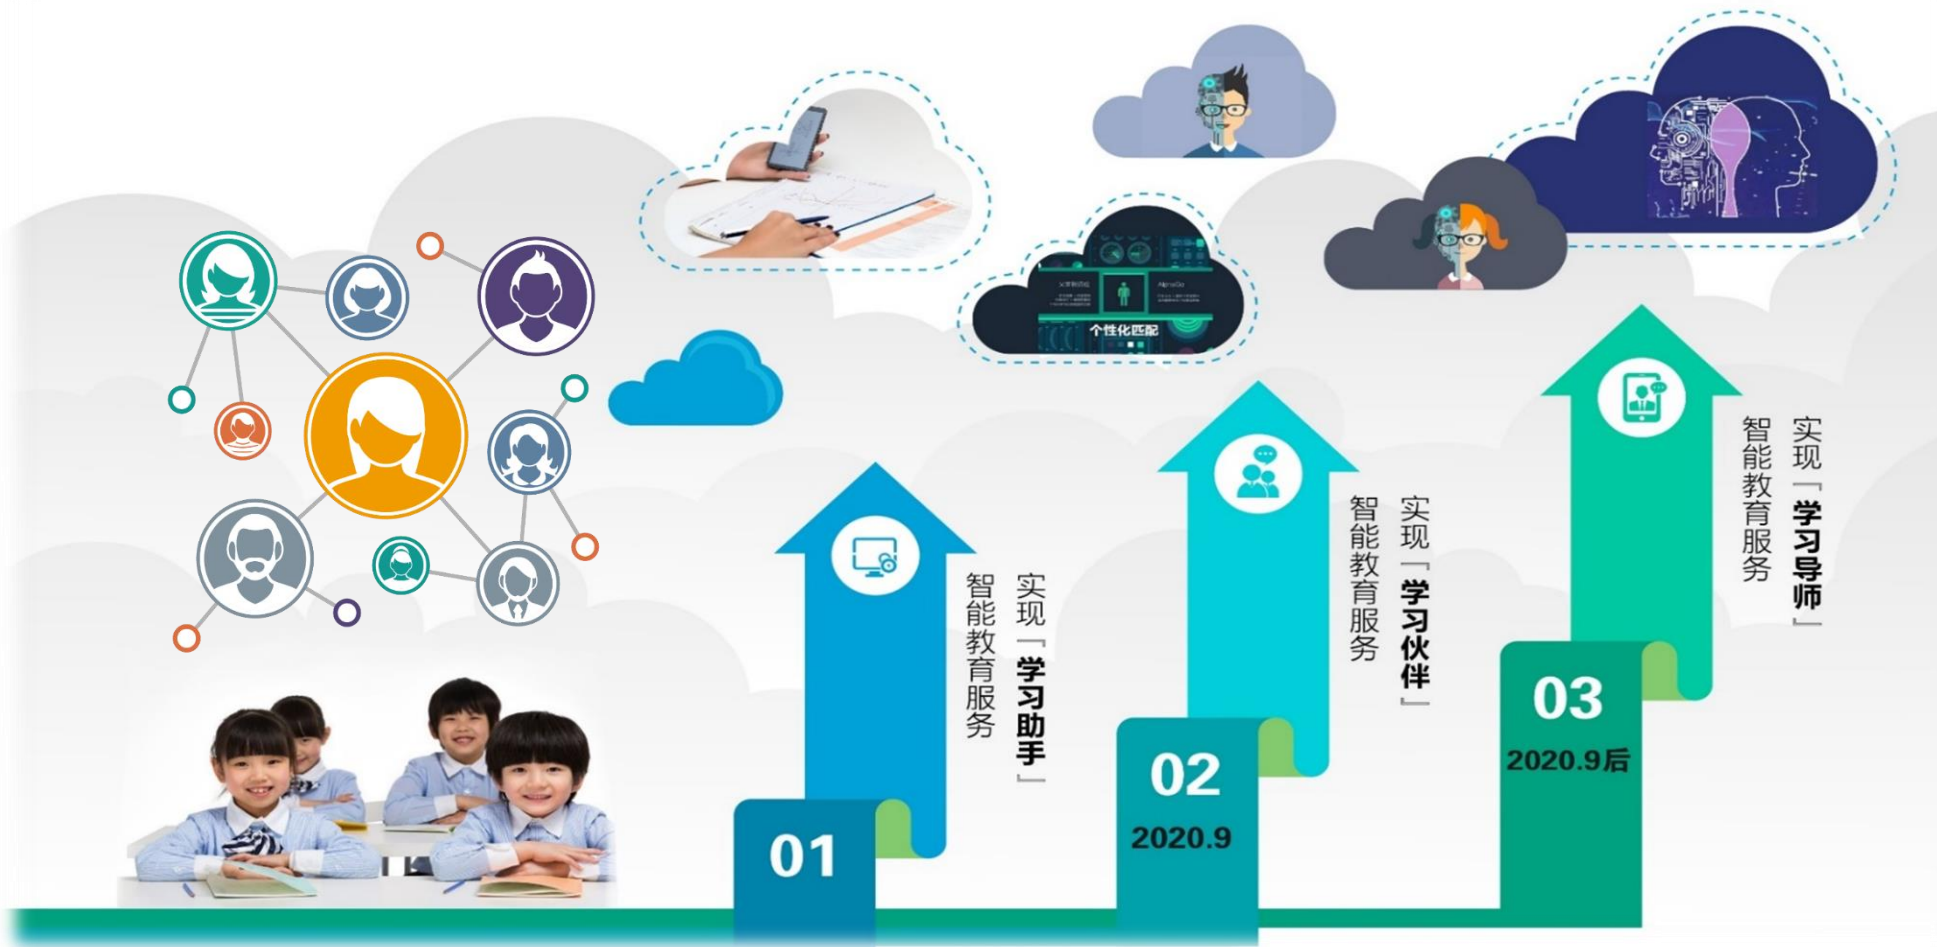 个性化匹配
AlphaGo
实现「学习助手」
智能教育服务
01
实现「学习伙伴」
智能教育服务
02
2020.9
实现「学习导师」
智能教育服务
03
2020.9后